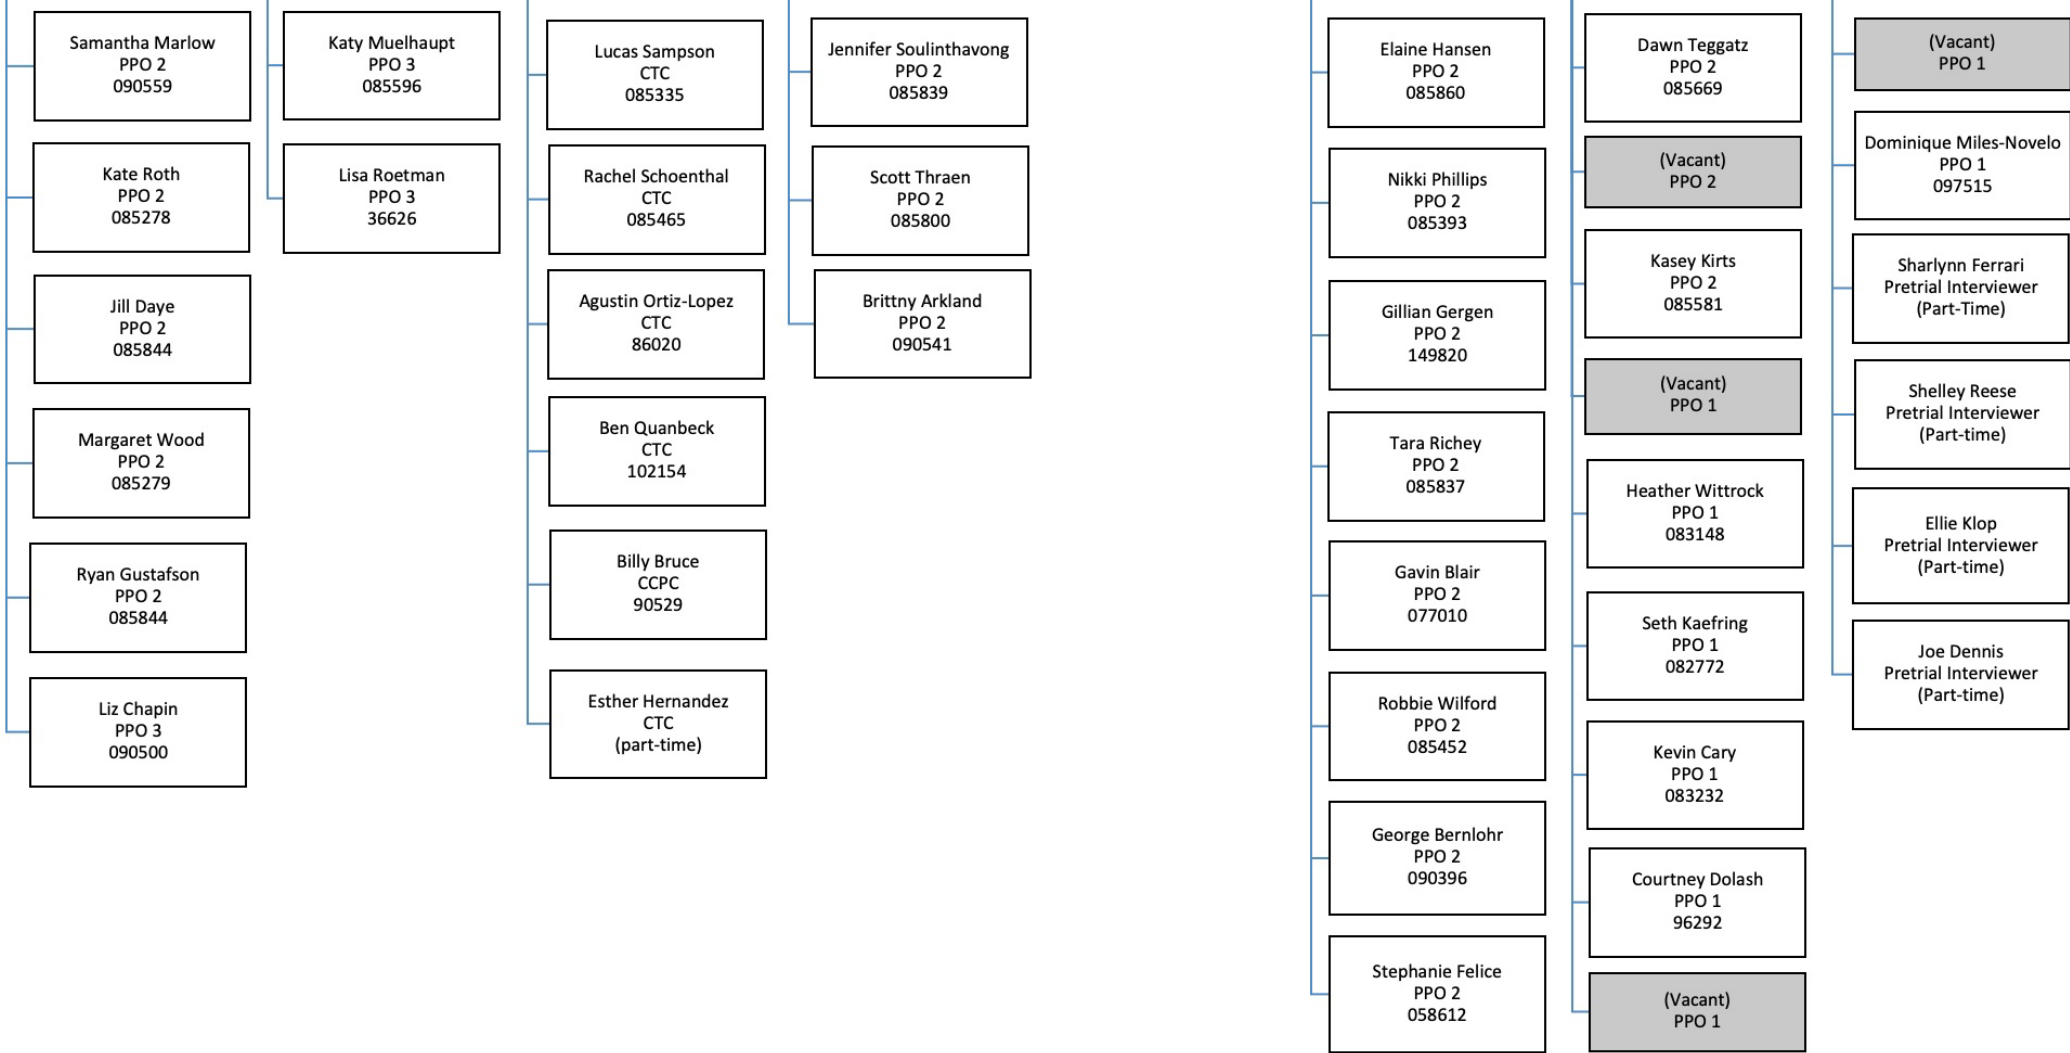 Samantha Marlow
PPO 2
090559
Kate Roth
PPO 2
085278
Jill Daye
PPO 2
085844
Margaret Wood
PPO 2
085279
Ryan Gustafson
PPO 2
085844
Liz Chapin
PPO 3
090500
Katy Muelhaupt
PPO 3
085596
Lisa Roetman
PPO 3
36626
Lucas Sampson
CTC
085335
Rachel Schoenthal
CTC
085465
Agustin Ortiz-Lopez
CTC
86020
Ben Quanbeck
CTC
102154
Billy Bruce
CCPC
90529
Esther Hernandez
CTC
(part-time)
Jennifer Soulinthavong
PPO 2
085839
Scott Thraen
PPO 2
085800
Brittny Arkland
PPO 2
090541
Elaine Hansen
PPO 2
085860
Nikki Phillips
PPO 2
085393
Gillian Gergen
PPO 2
149820
Tara Richey
PPO 2
085837
Gavin Blair
PPO 2
077010
Robbie Wilford
PPO 2
085452
George Bernlohr
PPO 2
090396
Stephanie Felice
PPO 2
058612
Dawn Teggatz
PPO 2
085669
(Vacant)
PPO 2
Kasey Kirts
PPO 2
085581
(Vacant)
PPO 1
Heather Wittrock
PPO 1
083148
Seth Kaefring
PPO 1
082772
Kevin Cary
PPO 1
083232
Courtney Dolash
PPO 1
96292
(Vacant)
PPO 1
(Vacant)
PPO 1
Dominique Miles-Novelo
PPO 1
097515
Sharlynn Ferrari
Pretrial Interviewer
(Part-Time)
Shelley Reese
Pretrial Interviewer
(Part-time)
Ellie Klop
Pretrial Interviewer
(Part-time)
Joe Dennis
Pretrial Interviewer
(Part-time)